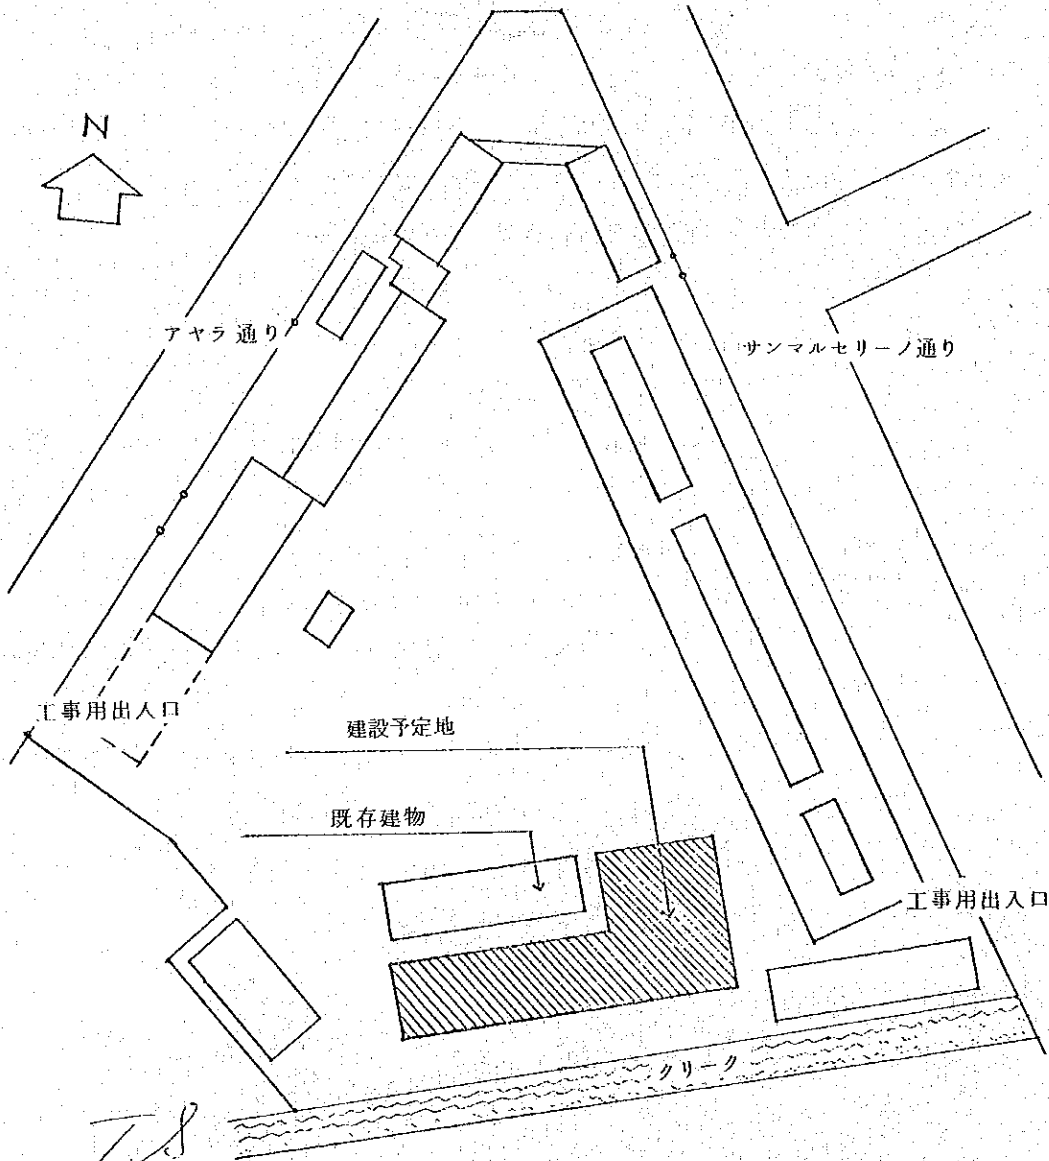 N
アヤラ通り
サンマルセリーノ通り
工事用出入口
建設予定地
既存建物
工事用出入口
クリーク